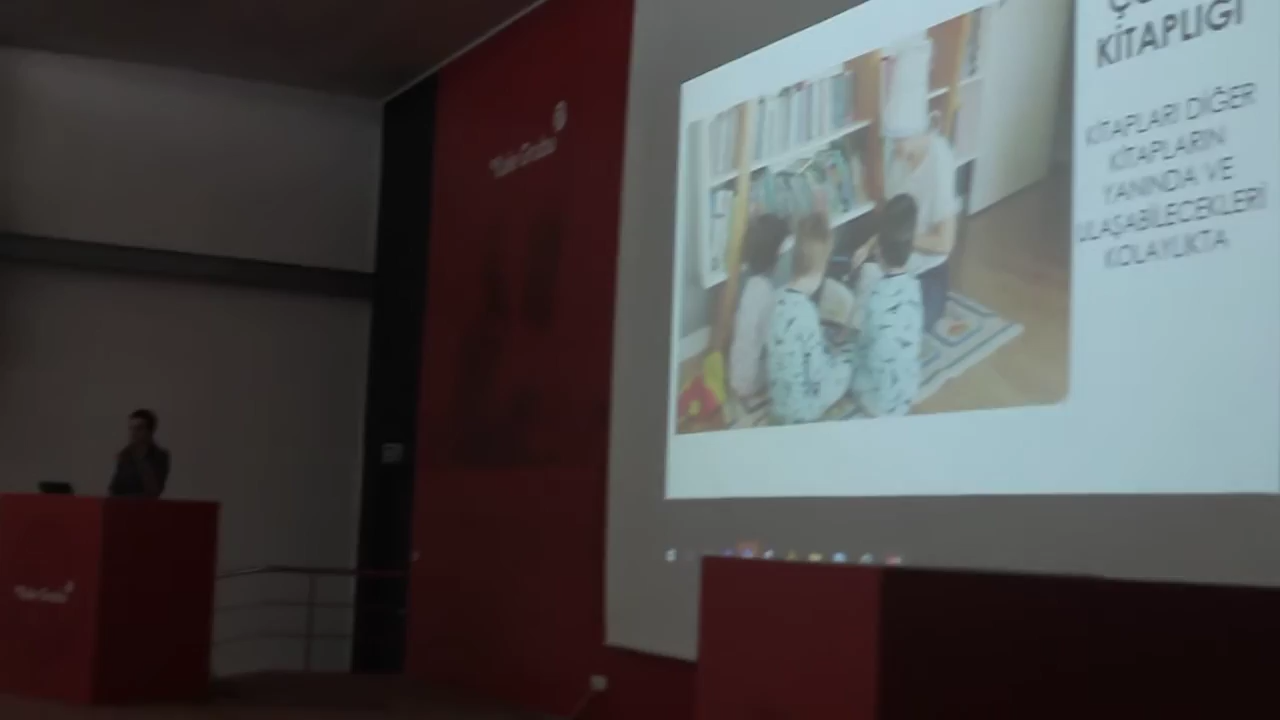 KİTAPLIĞI
KİTAPLARI DİĞER
KİTAPLARIN
YANINDA VE
ULAŞABİLECEKLERİ
KOLAYLIKTA